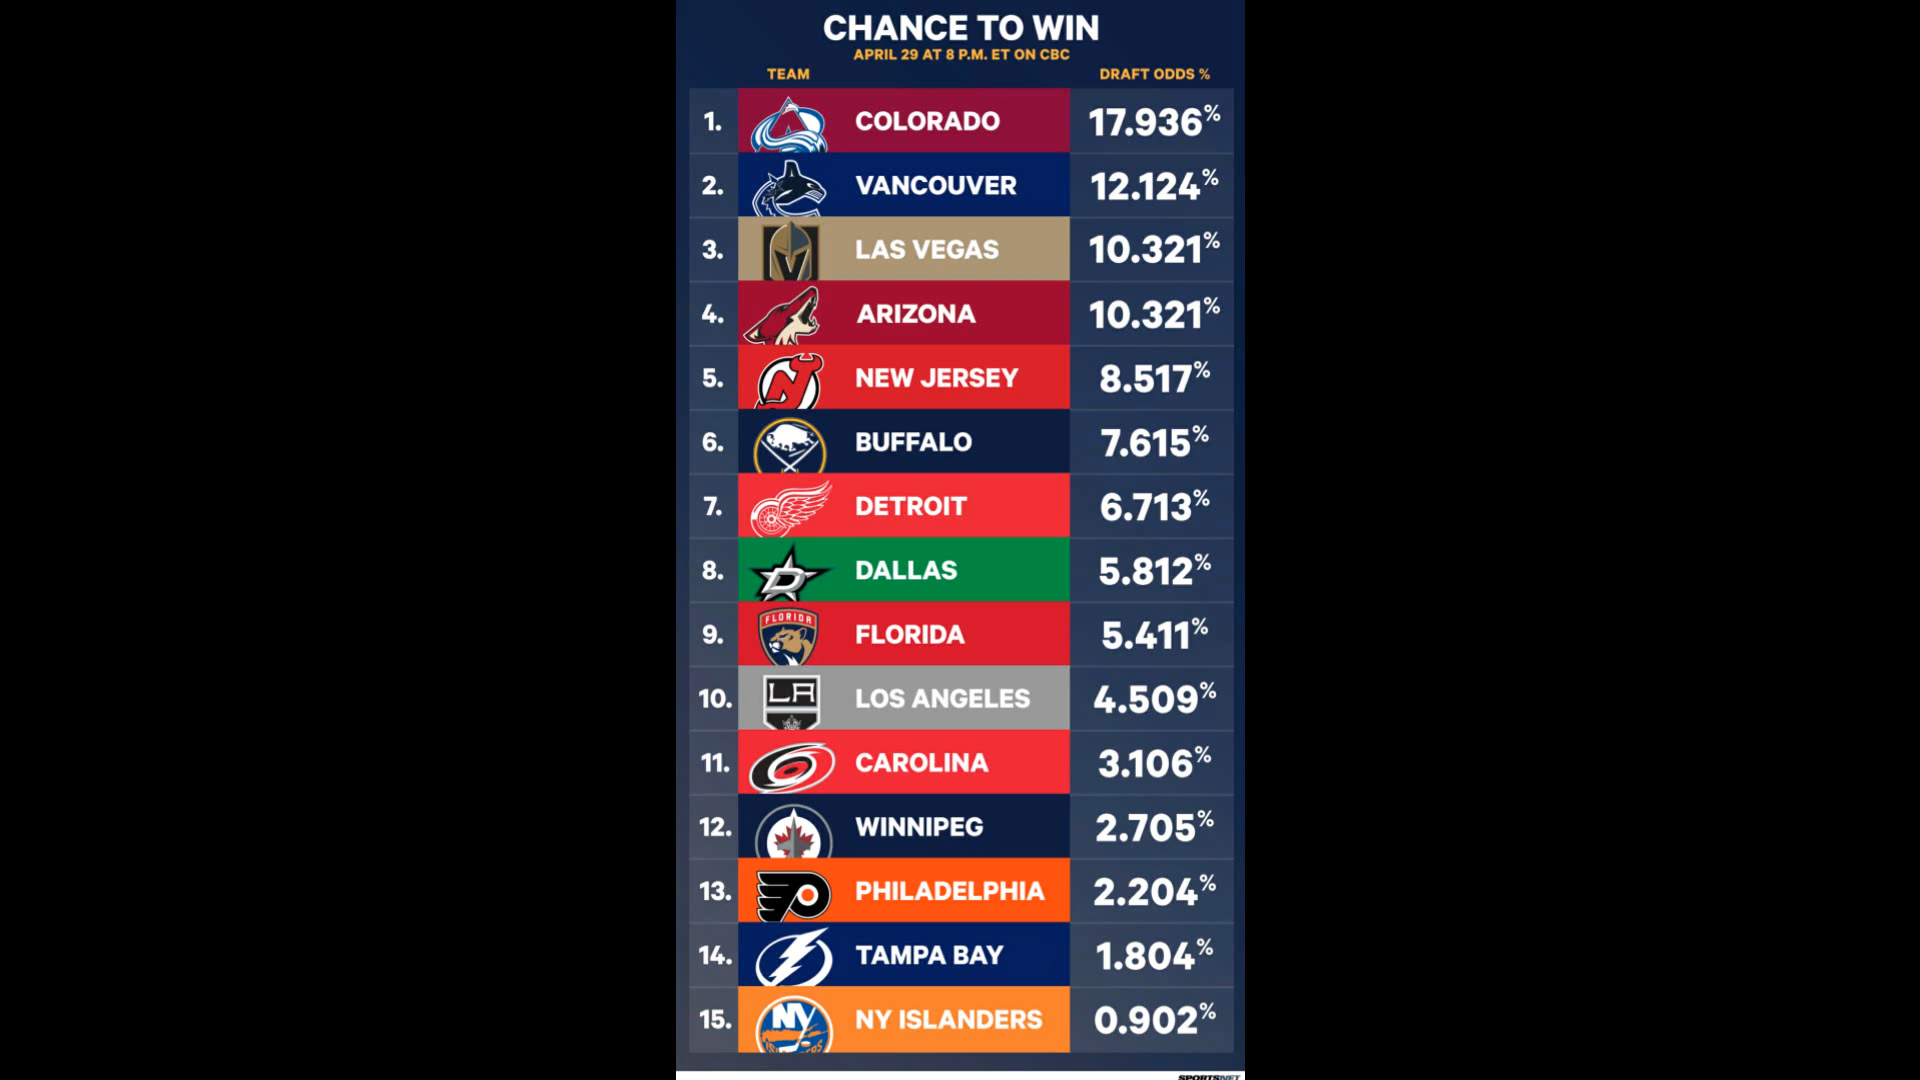 CHANCE TO WIN
APRIL 29 AT 8 P.M. ET ON CBC
TEAM DRAFT ODDS %
1. COLORADO 17.936%
2. VANCOUVER 12.124%
3. LAS VEGAS 10.321%
4. ARIZONA 10.321%
5. NEW JERSEY 8.517%
6. BUFFALO 7.615%
7. DETROIT 6.713%
8. D DALLAS 5.812%
9. FLORIDA FLORIDA 5.411%
10. LA LOS ANGELES 4.509%
11. CAROLINA 3.106%
12. WINNIPEG 2.705%
13. PHILADELPHIA 2.204%
14. TAMPA BAY 1.804%
15. NY NY ISLANDERS 0.902%
SPORTSNET